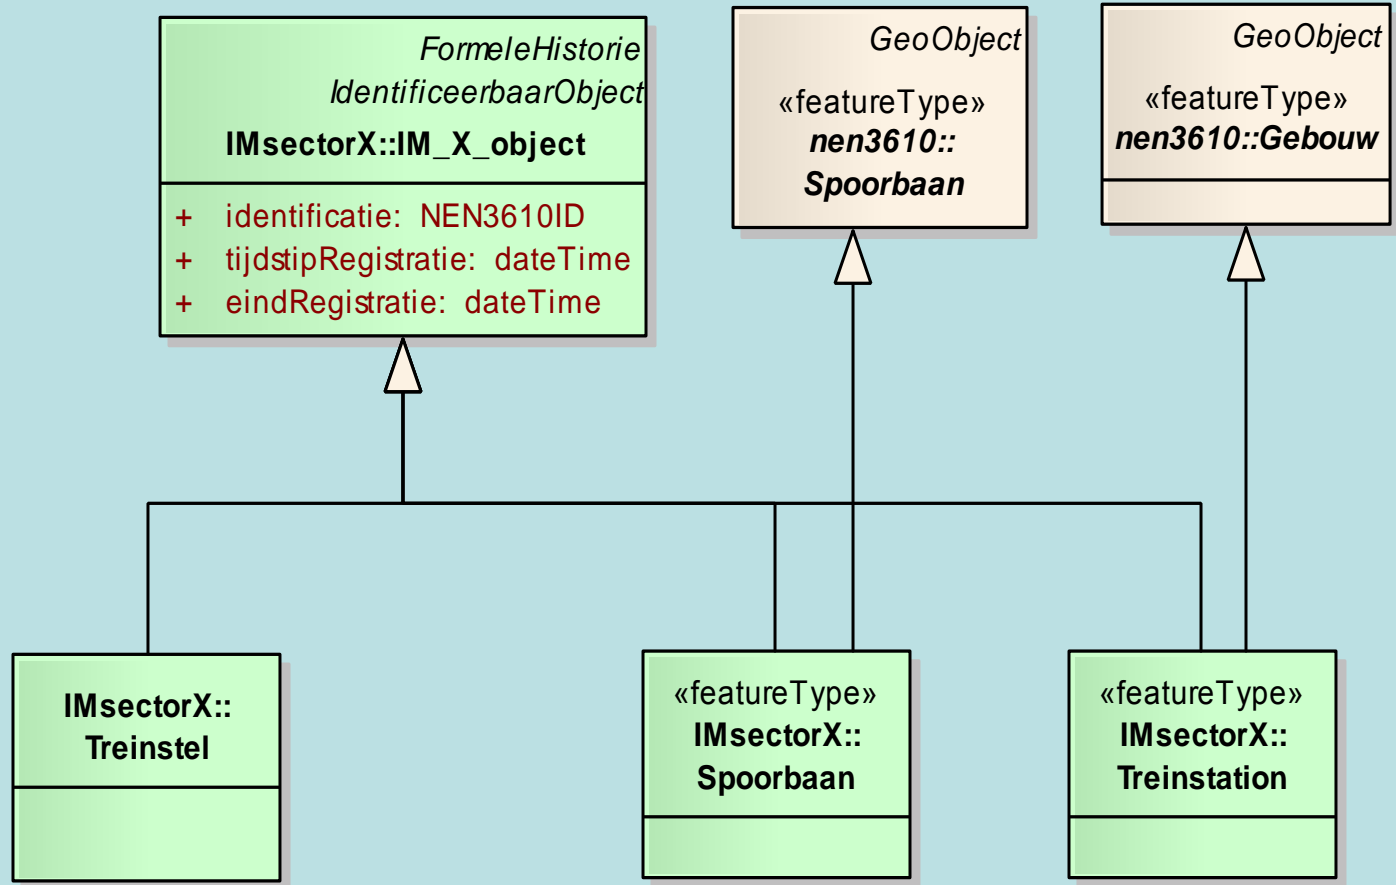 FormeleHistorie
IdentificeerbaarObject
IMsectorX::IM_X_object
+ identificatie: NEN3610ID
+ tijdstipRegistratie: dateTime
+ eindRegistratie: dateTime
GeoObject
«featureType»
nen3610::
Spoorbaan
GeoObject
«featureType»
nen3610::Gebouw
IMsectorX::
Treinstel
«featureType»
IMsectorX::
Spoorbaan
«featureType»
IMsectorX::
Treinstation